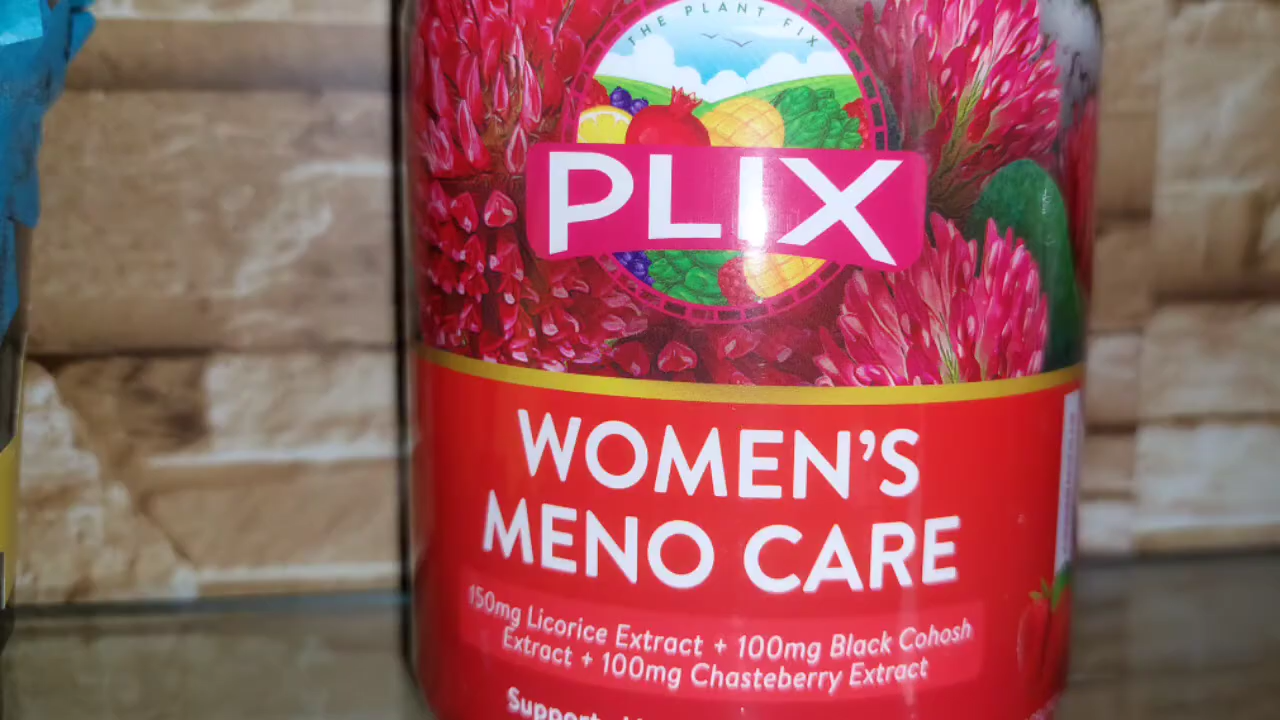 THE PLANT FIX
PLIX
WOMEN'S
MENO CARE
150mg Licorice Extract + 100mg Black Cohosh
Extract + 100mg Chasteberry Extract